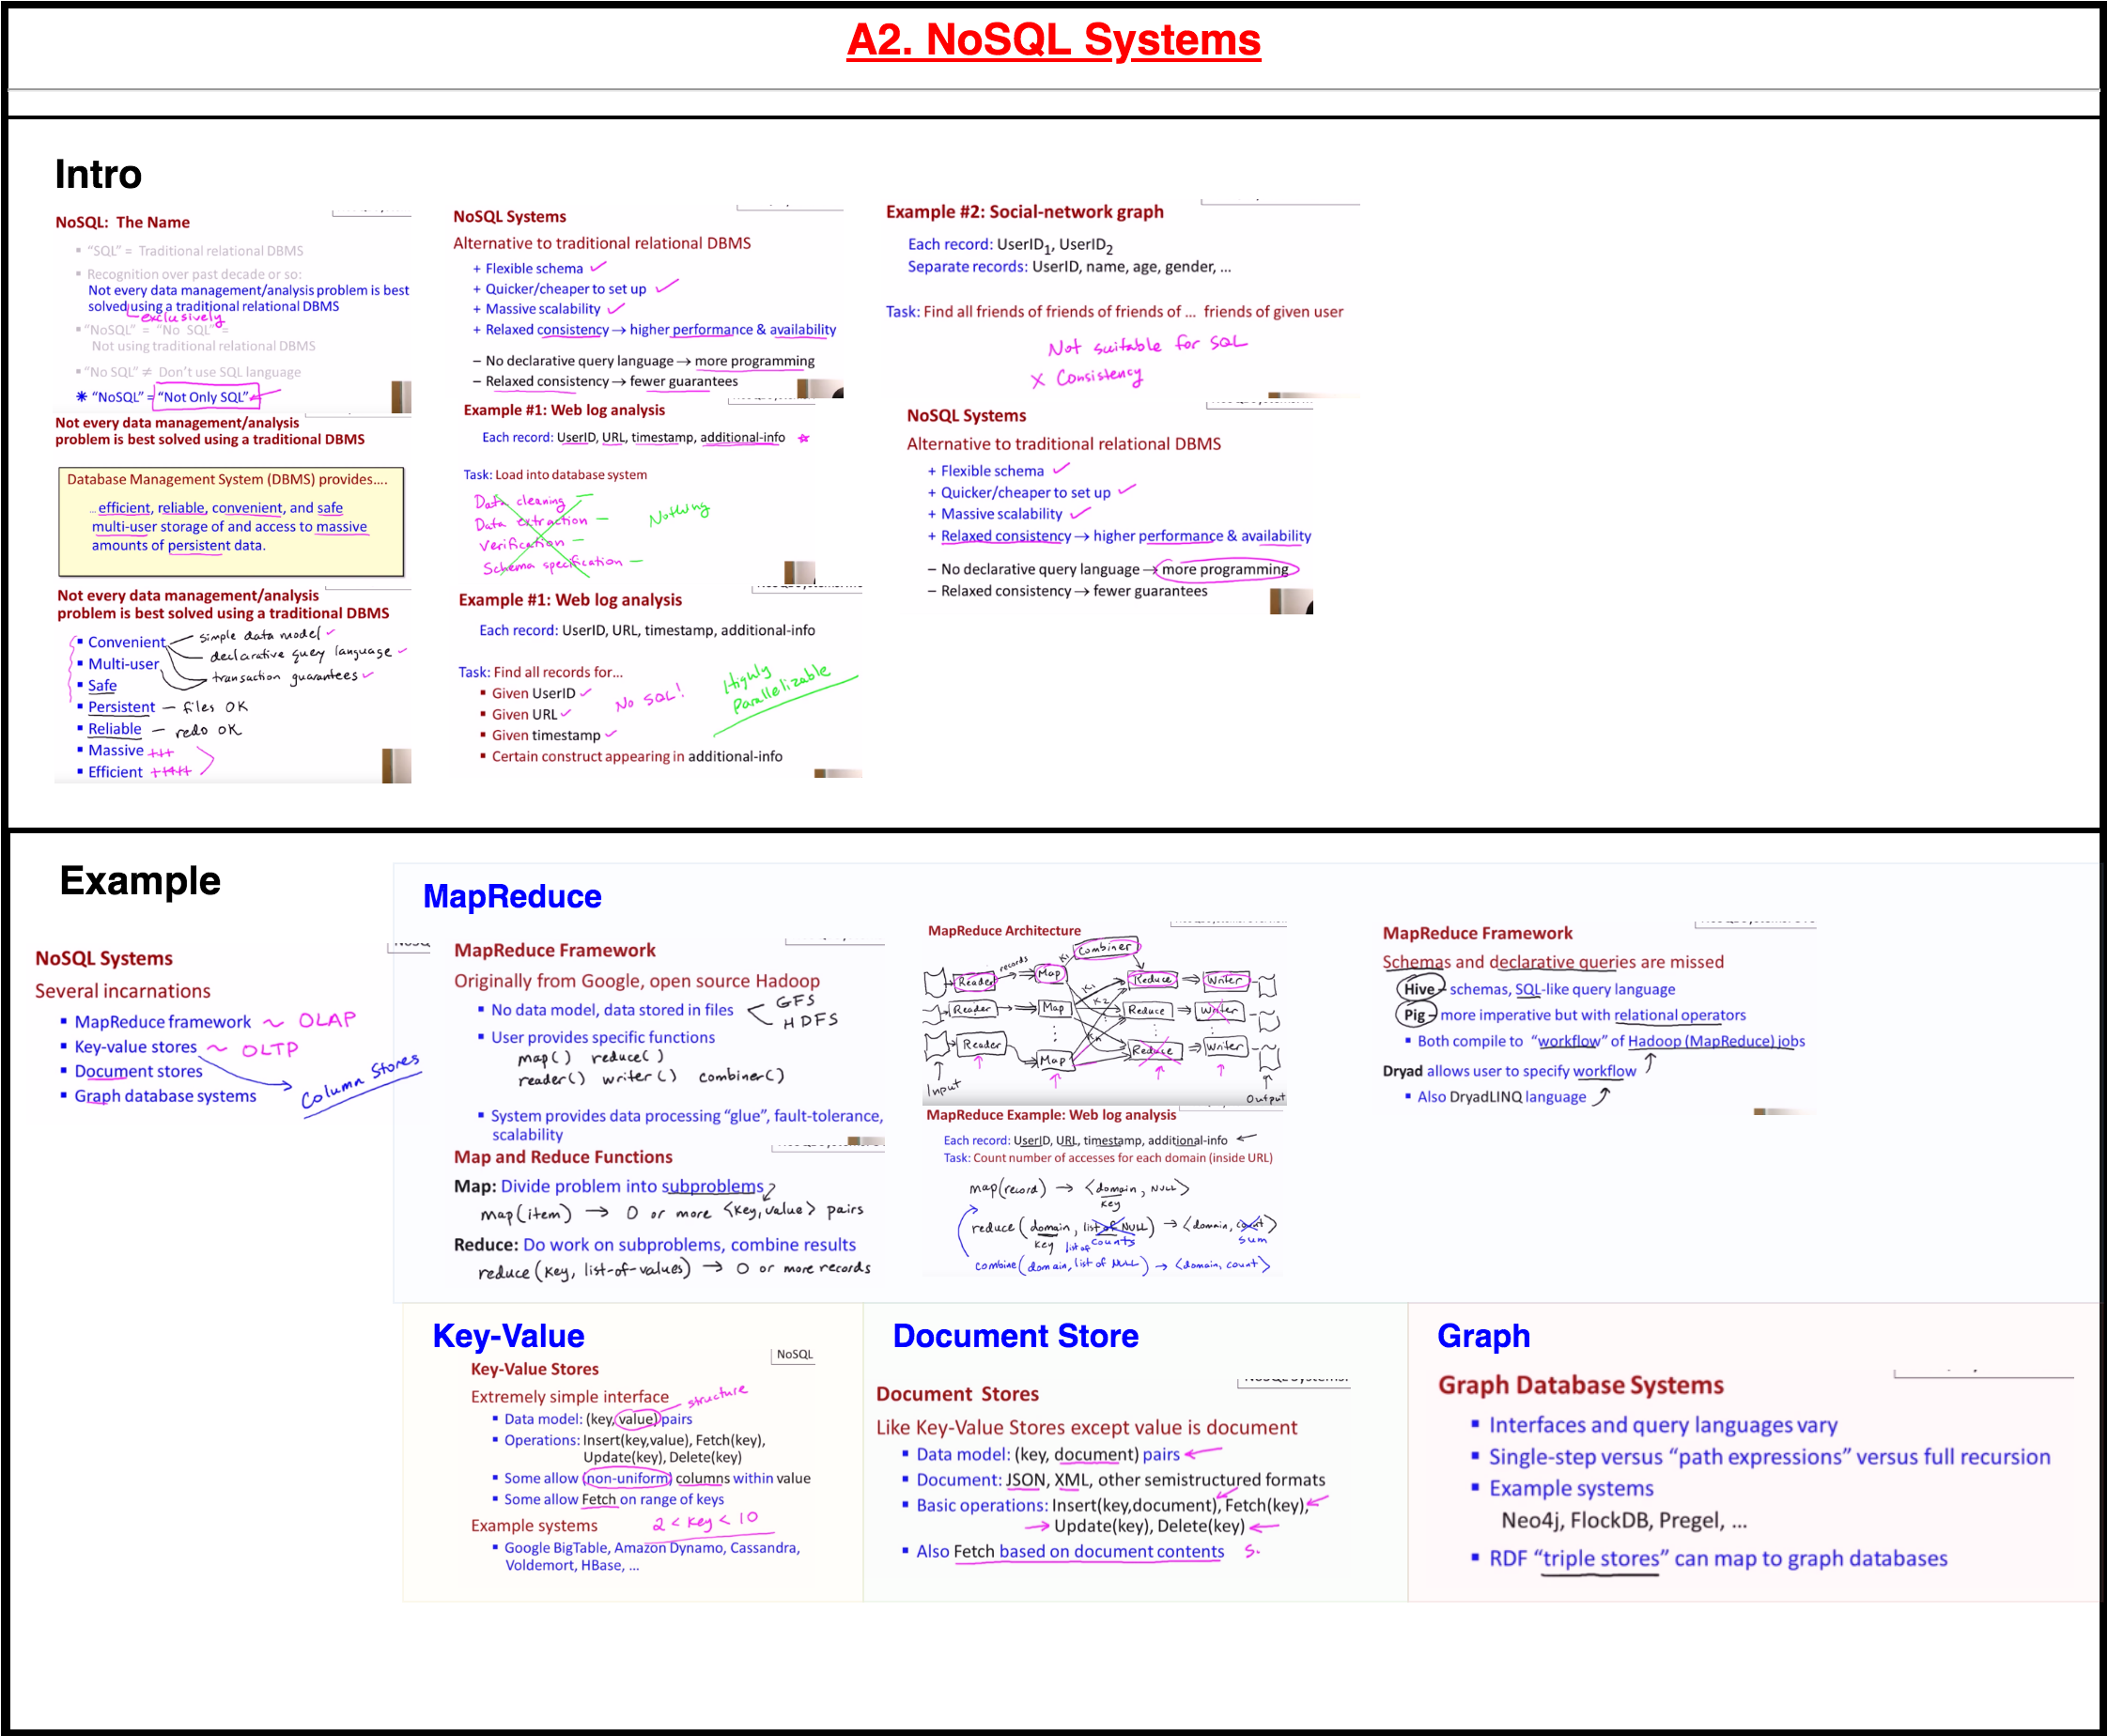 A2. NoSQL Systems
Intro
NoSQL: The Name
▪ "SQL" = Traditional relational DBMS
▪ Recognition over past decade or so:
Not every data management/analysis problem is best
solved using a traditional relational DBMS
exclusively
▪ "NoSQL" = "No SQL" =
Not using traditional relational DBMS
▪ "No SQL" ≠ Don't use SQL language
✱ "NoSQL" = "Not Only SQL"
Not every data management/analysis
problem is best solved using a traditional DBMS
Database Management System (DBMS) provides....
... efficient, reliable, convenient, and safe
multi-user storage of and access to massive
amounts of persistent data.
Not every data management/analysis
problem is best solved using a traditional DBMS
▪ Convenient simple data model
▪ Multi-user declarative query language
▪ Safe transaction guarantees
▪ Persistent – files OK
▪ Reliable – redo OK
▪ Massive +++
▪ Efficient ++++
NoSQL Systems
Alternative to traditional relational DBMS
+ Flexible schema
+ Quicker/cheaper to set up
+ Massive scalability
+ Relaxed consistency → higher performance & availability
– No declarative query language → more programming
– Relaxed consistency → fewer guarantees
Example #1: Web log analysis
Each record: UserID, URL, timestamp, additional-info
Task: Load into database system
Data cleaning –
Data extraction – Nothing
Verification –
Schema specification –
Example #1: Web log analysis
Each record: UserID, URL, timestamp, additional-info
Task: Find all records for...
▪ Given UserID
▪ Given URL
▪ Given timestamp
▪ Certain construct appearing in additional-info
No SQL!
Highly
Parallelizable
Example #2: Social-network graph
Each record: UserID1, UserID2
Separate records: UserID, name, age, gender, ...
Task: Find all friends of friends of friends of ... friends of given user
Not suitable for SQL
X Consistency
NoSQL Systems
Alternative to traditional relational DBMS
+ Flexible schema
+ Quicker/cheaper to set up
+ Massive scalability
+ Relaxed consistency → higher performance & availability
– No declarative query language → more programming
– Relaxed consistency → fewer guarantees
Example
NoSQL Systems
Several incarnations
▪ MapReduce framework ~ OLAP
▪ Key-value stores ~ OLTP
▪ Document stores
▪ Graph database systems
Column Stores
MapReduce
MapReduce Framework
Originally from Google, open source Hadoop
▪ No data model, data stored in files
GFS
HDFS
▪ User provides specific functions
map() reduce()
reader() writer() combiner()
▪ System provides data processing "glue", fault-tolerance,
scalability
Map and Reduce Functions
Map: Divide problem into subproblems
map(item) → 0 or more <key, value> pairs
Reduce: Do work on subproblems, combine results
reduce(key, list-of-values) → 0 or more records
MapReduce Architecture
Combiner
Reader records Map K1 Reduce Writer
Reader Map K1 K2 Reduce Writer
Reader Map Kn Reduce Writer
Input Output
MapReduce Example: Web log analysis
Each record: UserID, URL, timestamp, additional-info
Task: Count number of accesses for each domain (inside URL)
map(record) → <domain, NULL>
key
reduce(domain, list of NULL) → <domain, count>
key list of counts sum
combine(domain, list of NULL) → <domain, count>
MapReduce Framework
Schemas and declarative queries are missed
Hive – schemas, SQL-like query language
Pig – more imperative but with relational operators
▪ Both compile to "workflow" of Hadoop (MapReduce) jobs
Dryad allows user to specify workflow
▪ Also DryadLINQ language
Key-Value
NoSQL
Key-Value Stores
Extremely simple interface
structure
▪ Data model: (key, value) pairs
▪ Operations: Insert(key,value), Fetch(key),
Update(key), Delete(key)
▪ Some allow (non-uniform) columns within value
▪ Some allow Fetch on range of keys
2 < key < 10
Example systems
▪ Google BigTable, Amazon Dynamo, Cassandra,
Voldemort, HBase, ...
Document Store
Document Stores
Like Key-Value Stores except value is document
▪ Data model: (key, document) pairs
▪ Document: JSON, XML, other semistructured formats
▪ Basic operations: Insert(key,document), Fetch(key),
Update(key), Delete(key)
▪ Also Fetch based on document contents s.
Graph
Graph Database Systems
▪ Interfaces and query languages vary
▪ Single-step versus "path expressions" versus full recursion
▪ Example systems
Neo4j, FlockDB, Pregel, ...
▪ RDF "triple stores" can map to graph databases